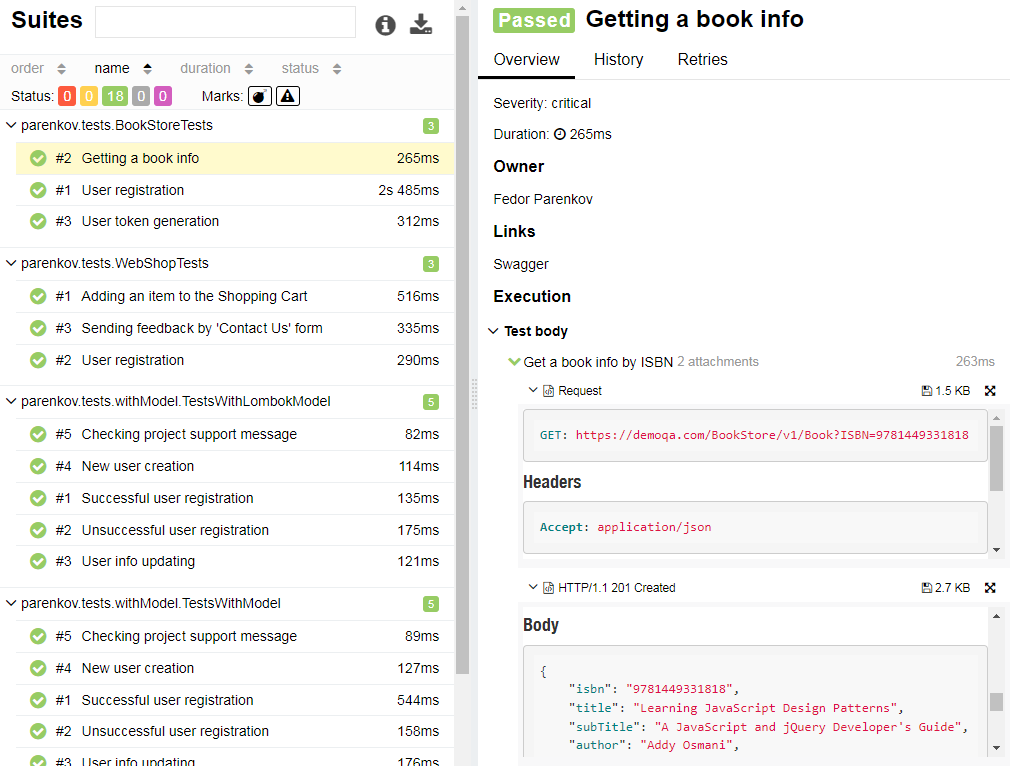 Suites
order name duration status
Status: 0 0 18 0 0 Marks:
parenkov.tests.BookStoreTests 3
#2 Getting a book info 265ms
#1 User registration 2s 485ms
#3 User token generation 312ms
parenkov.tests.WebShopTests 3
#1 Adding an item to the Shopping Cart 516ms
#3 Sending feedback by 'Contact Us' form 335ms
#2 User registration 290ms
parenkov.tests.withModel.TestsWithLombokModel 5
#5 Checking project support message 82ms
#4 New user creation 114ms
#1 Successful user registration 135ms
#2 Unsuccessful user registration 175ms
#3 User info updating 121ms
parenkov.tests.withModel.TestsWithModel 5
#5 Checking project support message 89ms
#4 New user creation 127ms
#1 Successful user registration 544ms
#2 Unsuccessful user registration 158ms
#3 User info updating 176ms
Passed Getting a book info
Overview History Retries
Severity: critical
Duration: 265ms
Owner
Fedor Parenkov
Links
Swagger
Execution
Test body
Get a book info by ISBN 2 attachments 263ms
Request 1.5 KB
GET: https://demoqa.com/BookStore/v1/Book?ISBN=9781449331818
Headers
Accept: application/json
HTTP/1.1 201 Created 2.7 KB
Body
{
"isbn": "9781449331818",
"title": "Learning JavaScript Design Patterns",
"subTitle": "A JavaScript and jQuery Developer's Guide",
"author": "Addy Osmani",